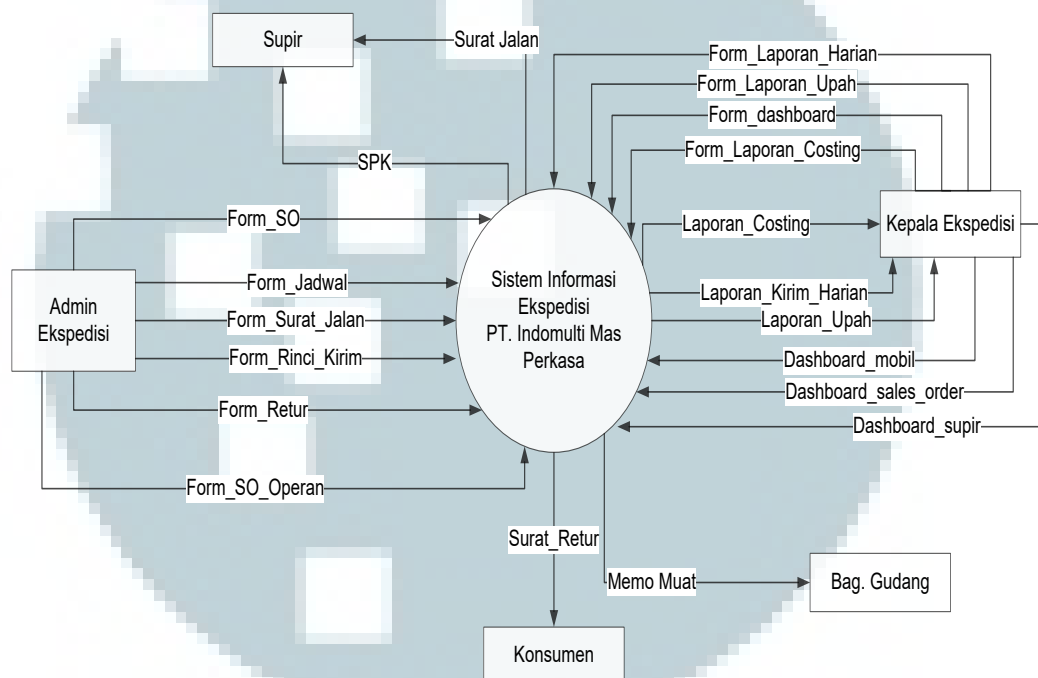 Supir
Surat Jalan
Form_Laporan_Harian
Form_Laporan_Upah
Form_dashboard
Form_Laporan_Costing
SPK
Form_SO
Laporan_Costing
Kepala Ekspedisi
Form_Jadwal
Admin
Ekspedisi
Form_Surat_Jalan
Form_Rinci_Kirim
Sistem Informasi
Ekspedisi
PT. Indomulti Mas
Perkasa
Laporan_Kirim_Harian
Laporan_Upah
Dashboard_mobil
Dashboard_sales_order
Dashboard_supir
Form_Retur
Form_SO_Operan
Surat_Retur
Memo Muat
Bag. Gudang
Konsumen